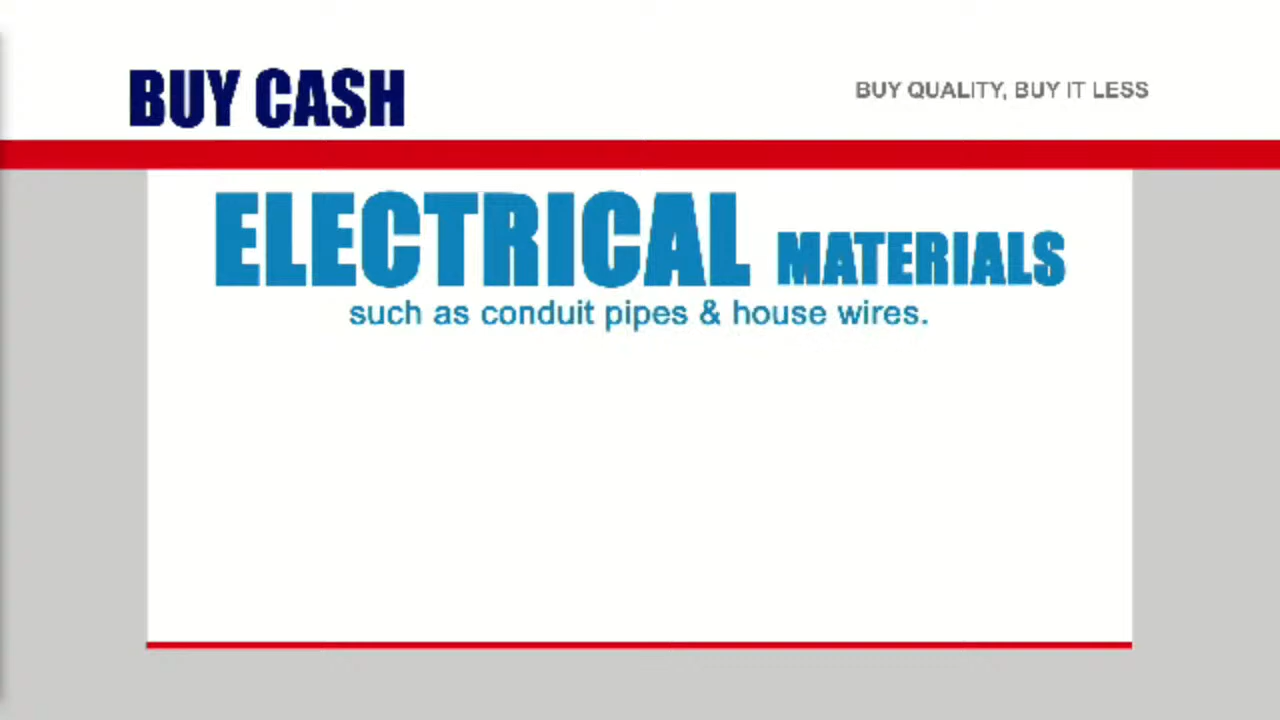 BUY CASH
BUY QUALITY, BUY IT LESS
ELECTRICAL MATERIALS
such as conduit pipes & house wires.